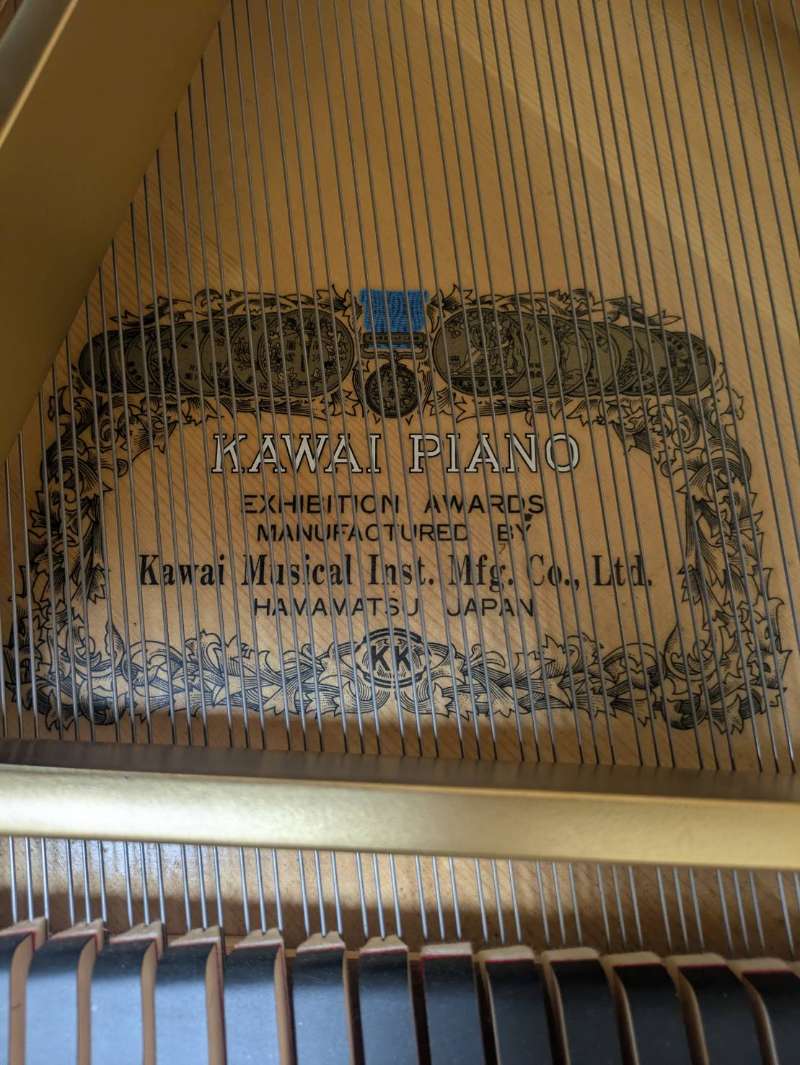 KAWAI PIANO
EXHIBITION AWARDS
MANUFACTURED BY
Kawai Musical Inst. Mfg. Co., Ltd.
HAMAMATSU JAPAN
KK